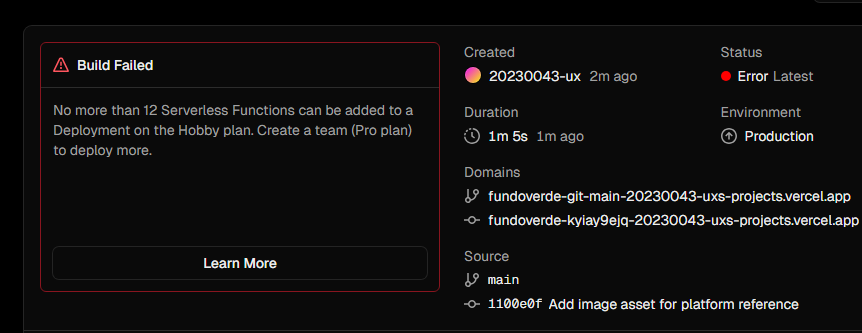 Build Failed
No more than 12 Serverless Functions can be added to a
Deployment on the Hobby plan. Create a team (Pro plan)
to deploy more.
Learn More
Created
20230043-ux 2m ago
Status
Error Latest
Duration
1m 5s 1m ago
Environment
Production
Domains
fundoverde-git-main-20230043-uxs-projects.vercel.app
fundoverde-kyiay9ejq-20230043-uxs-projects.vercel.app
Source
main
1100e0f Add image asset for platform reference